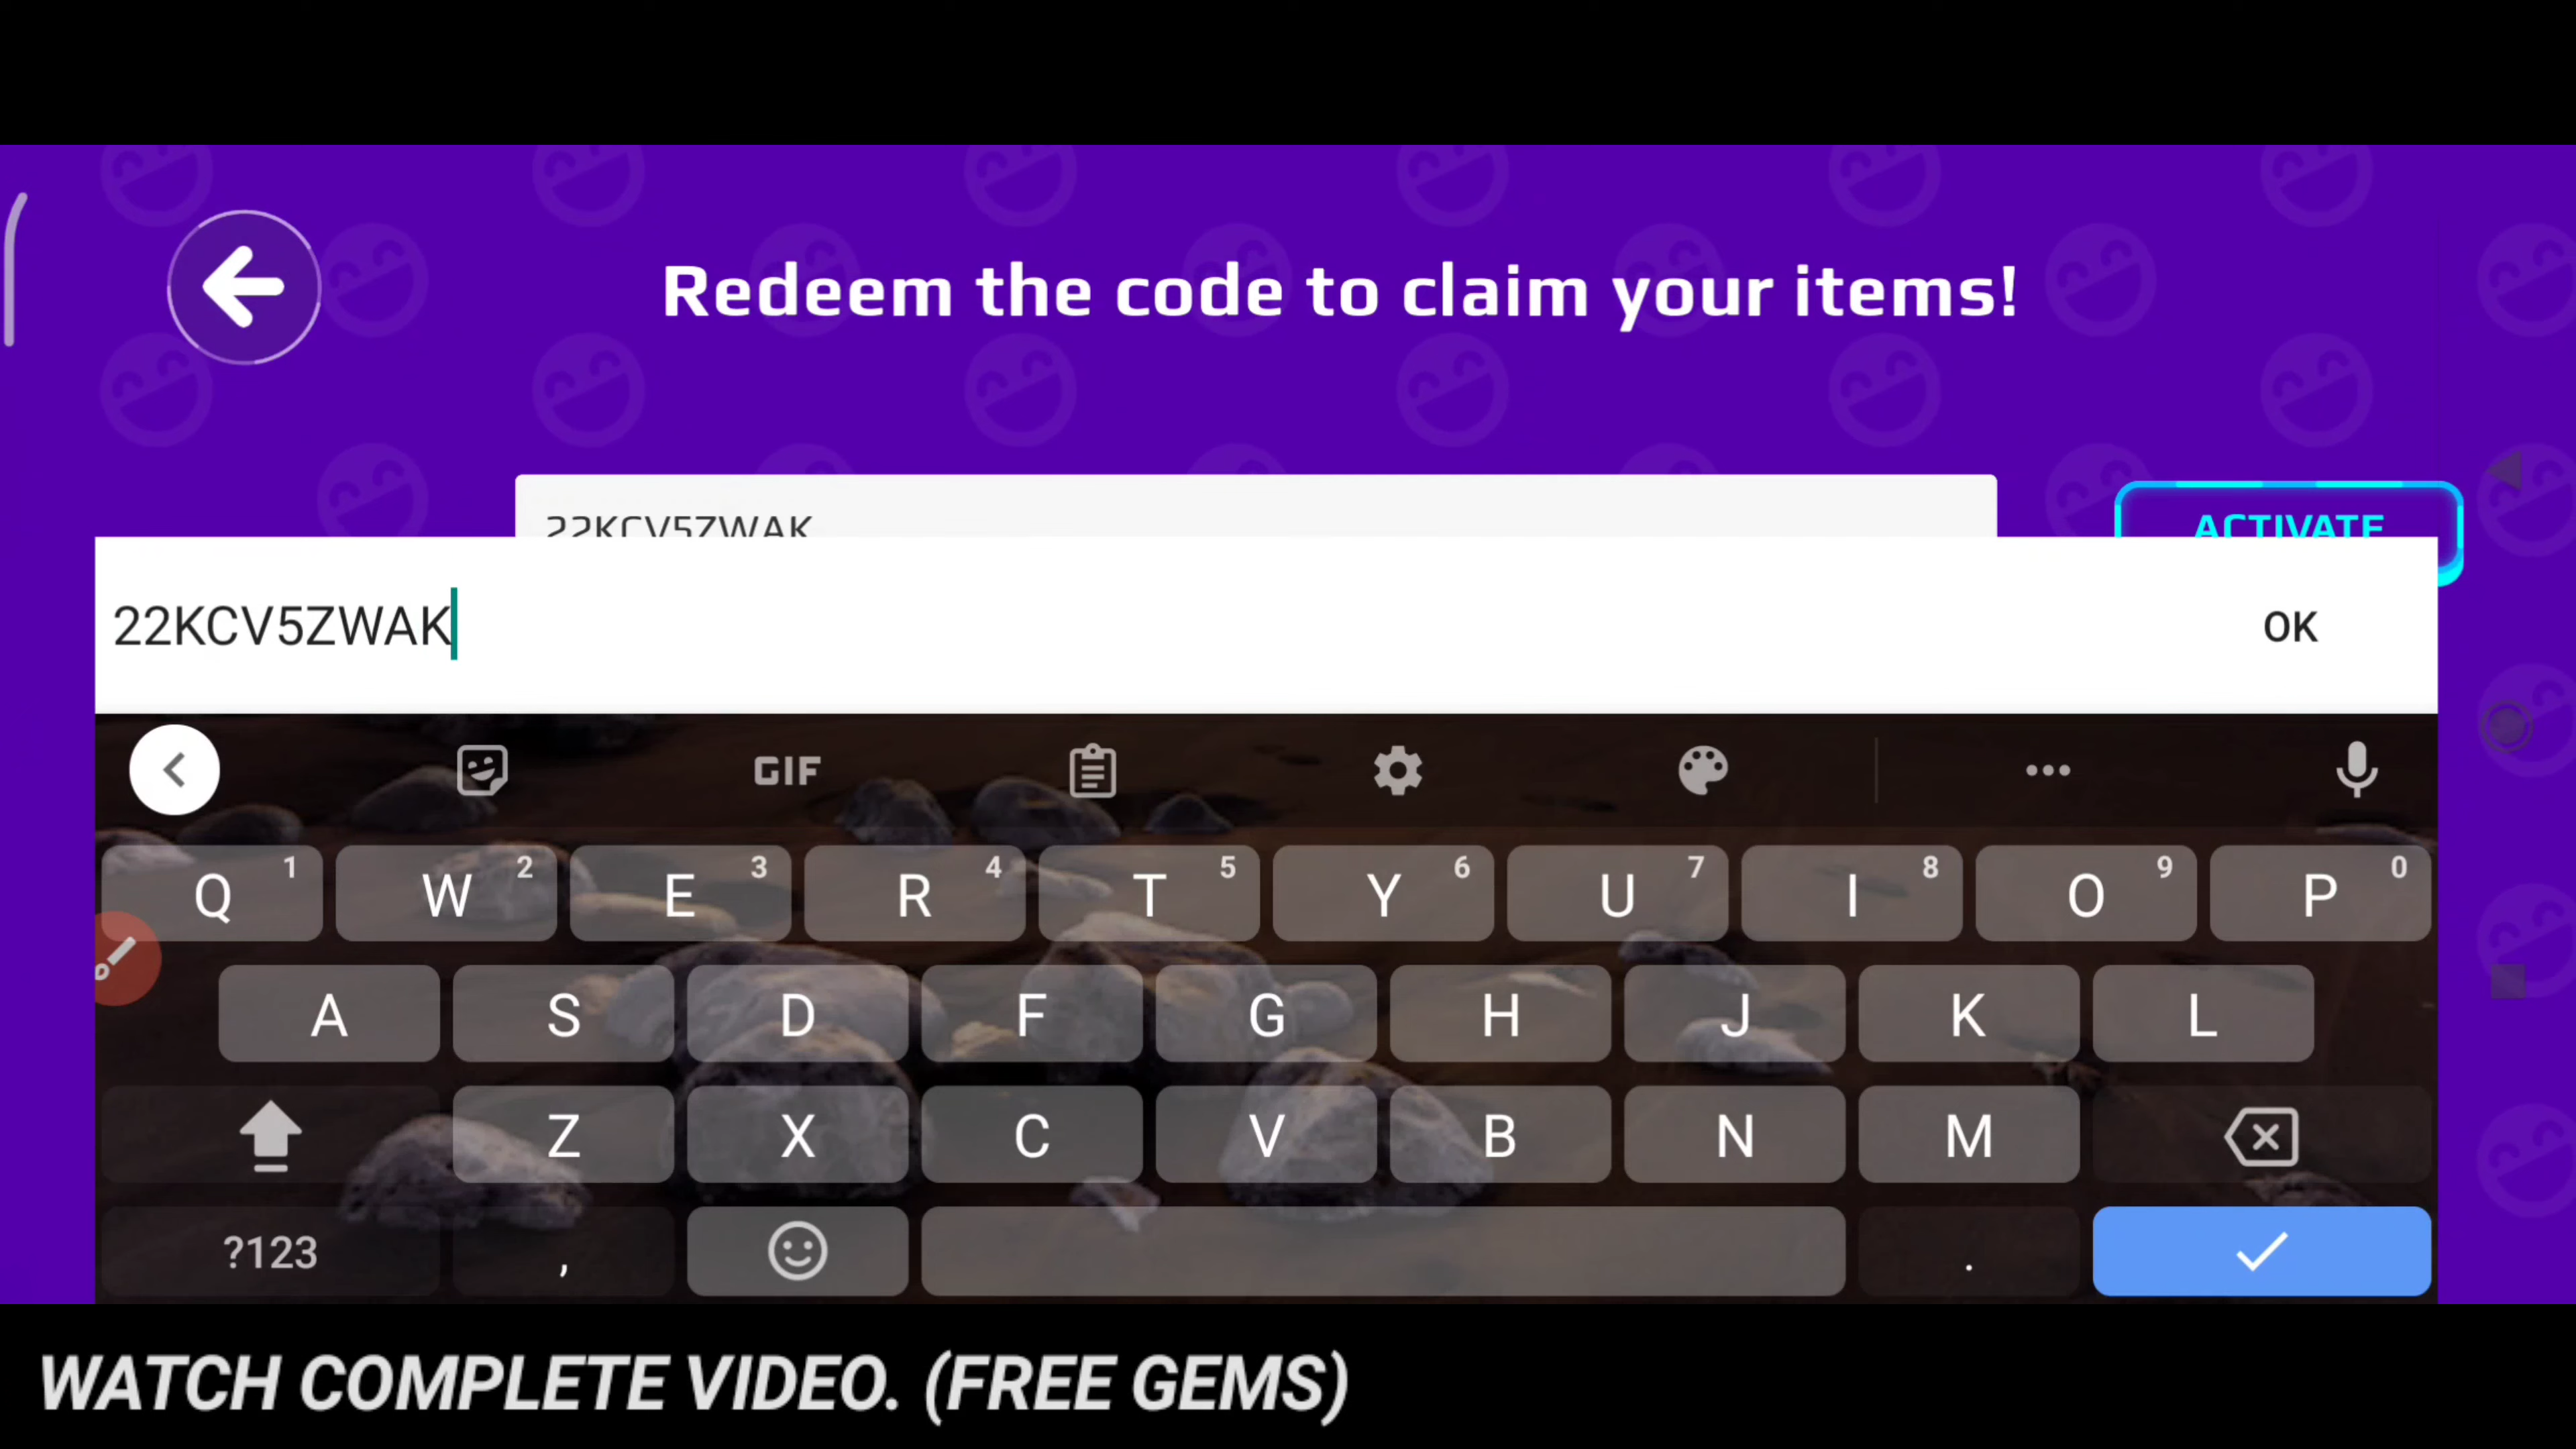 Redeem the code to claim your items!
22KCV5ZWAK
ACTIVATE
22KCV5ZWAK
OK
GIF
Q 1 W 2 E 3 R 4 T 5 Y 6 U 7 I 8 O 9 P 0
A S D F G H J K L
Z X C V B N M
?123 , .
WATCH COMPLETE VIDEO. (FREE GEMS)